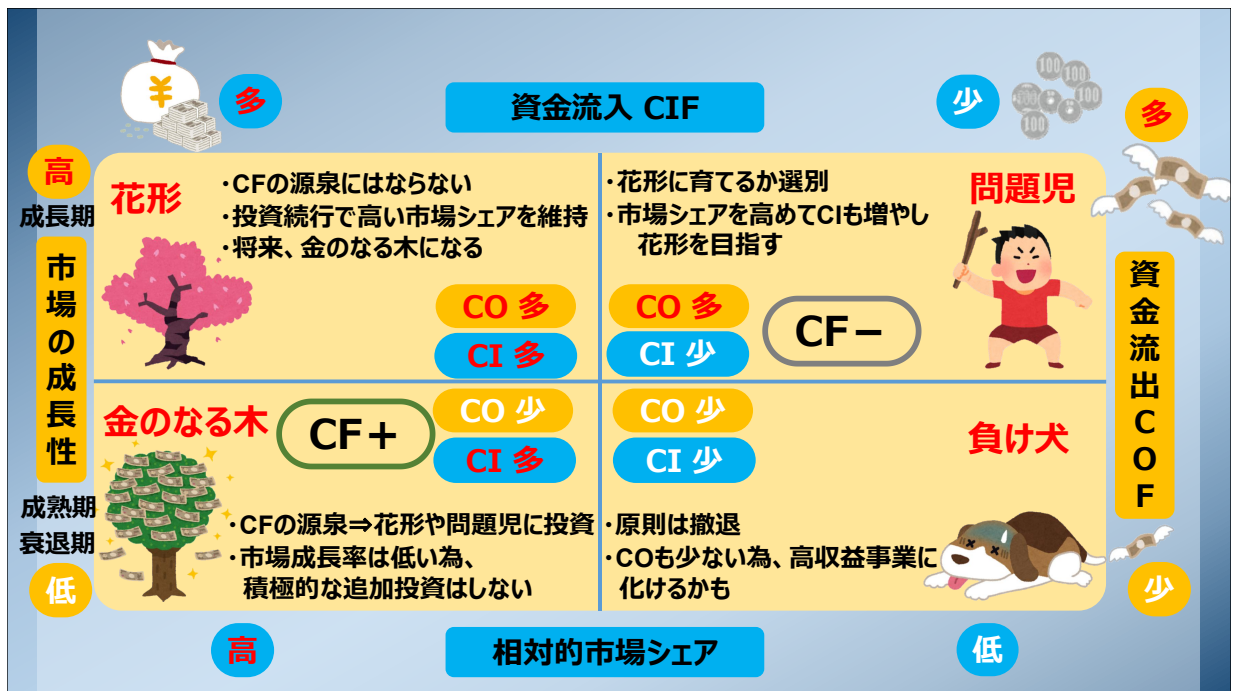 ¥
多
資金流入 CIF
少
100
100
100
100
多
高
成長期
市場の成長性
成熟期
衰退期
低
花形
・CFの源泉にはならない
・投資続行で高い市場シェアを維持
・将来、金のなる木になる
CO 多
CI 多
・花形に育てるか選別
・市場シェアを高めてCIも増やし
花形を目指す
問題児
CO 多
CI 少
CF−
資金流出COF
金のなる木
CF+
CO 少
CI 多
・CFの源泉⇒花形や問題児に投資
・市場成長率は低い為、
積極的な追加投資はしない
CO 少
CI 少
負け犬
・原則は撤退
・COも少ない為、高収益事業に
化けるかも
少
高
相対的市場シェア
低